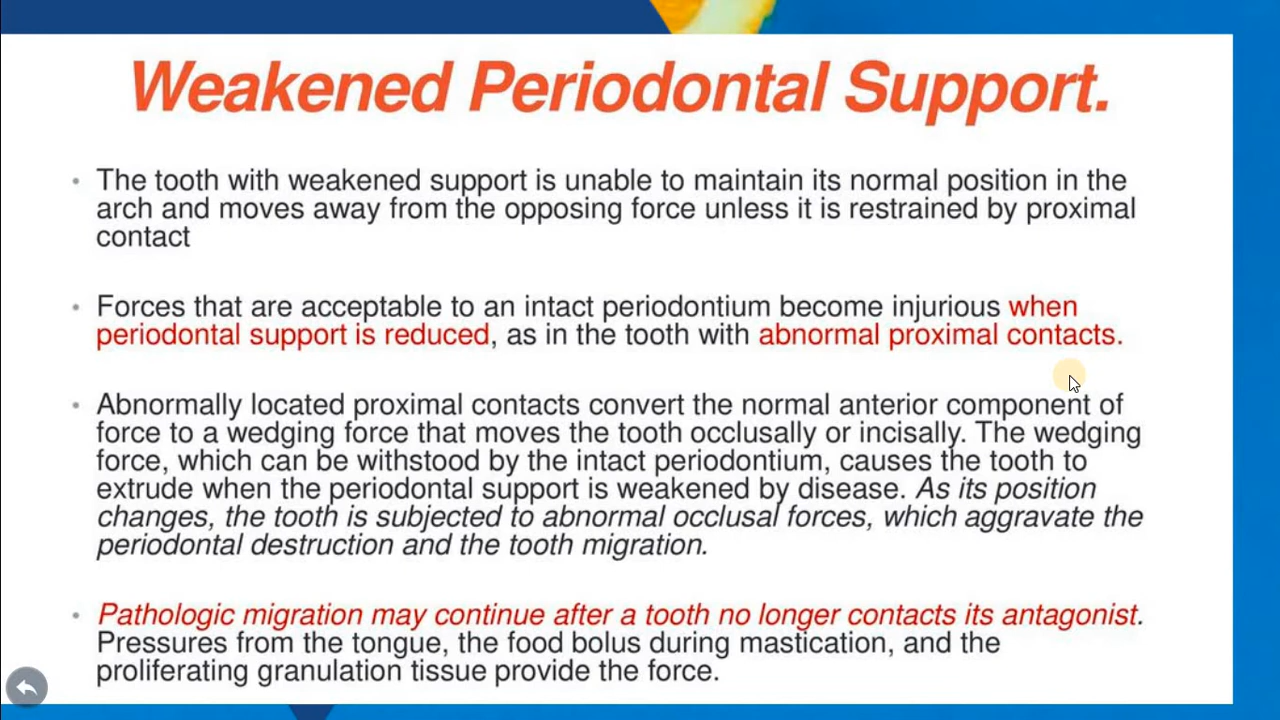 Weakened Periodontal Support.
• The tooth with weakened support is unable to maintain its normal position in the
arch and moves away from the opposing force unless it is restrained by proximal
contact
• Forces that are acceptable to an intact periodontium become injurious when
periodontal support is reduced, as in the tooth with abnormal proximal contacts.
• Abnormally located proximal contacts convert the normal anterior component of
force to a wedging force that moves the tooth occlusally or incisally. The wedging
force, which can be withstood by the intact periodontium, causes the tooth to
extrude when the periodontal support is weakened by disease. As its position
changes, the tooth is subjected to abnormal occlusal forces, which aggravate the
periodontal destruction and the tooth migration.
• Pathologic migration may continue after a tooth no longer contacts its antagonist.
Pressures from the tongue, the food bolus during mastication, and the
proliferating granulation tissue provide the force.